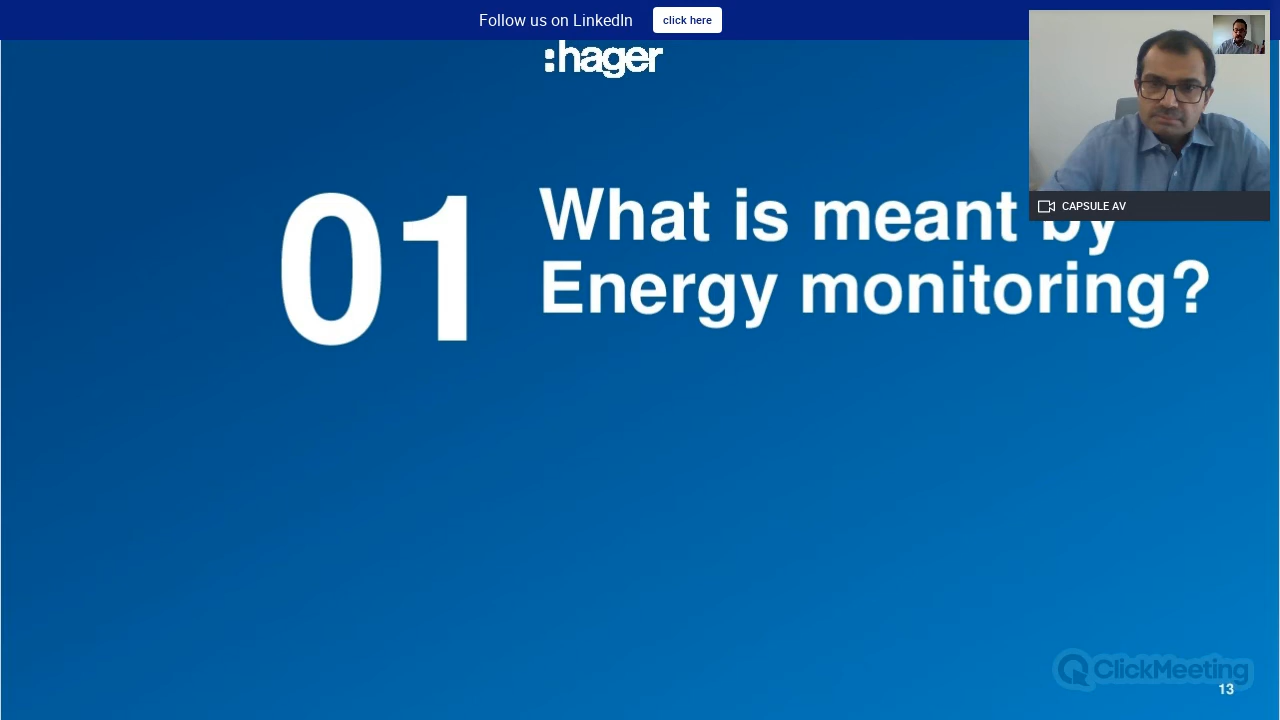 Follow us on LinkedIn click here
:hager
CAPSULE AV
01
What is meant by
Energy monitoring?
ClickMeeting
13